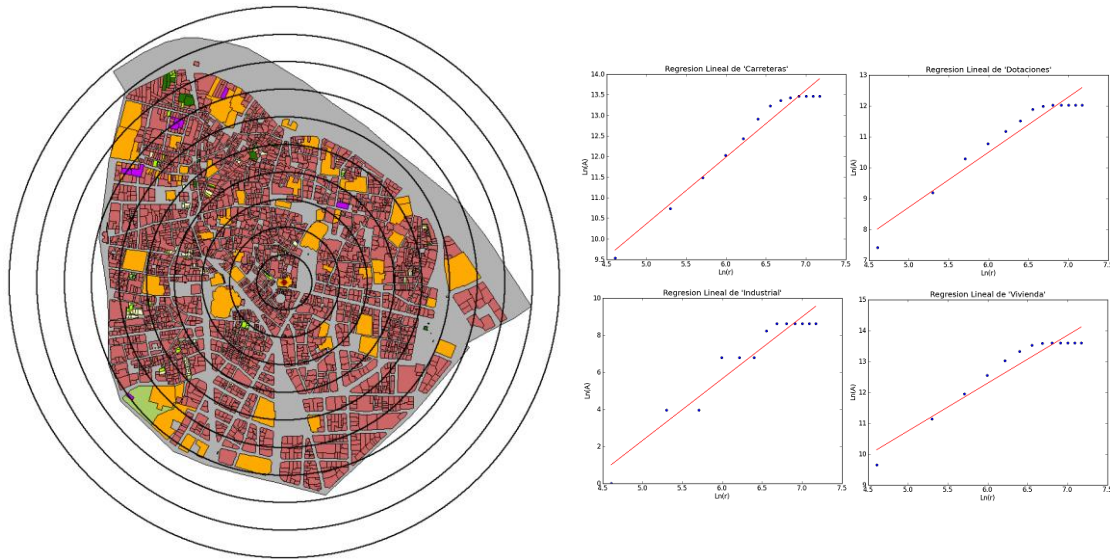 Regresion Lineal de 'Carreteras'
14.0
13.5
13.0
12.5
12.0
11.5
11.0
10.5
10.0
9.5
Ln(A)
4.5 5.0 5.5 6.0 6.5 7.0 7.5
Ln(r)
Regresion Lineal de 'Dotaciones'
13
12
11
10
9
8
7
Ln(A)
4.5 5.0 5.5 6.0 6.5 7.0 7.5
Ln(r)
Regresion Lineal de 'Industrial'
10
8
6
4
2
0
Ln(A)
4.5 5.0 5.5 6.0 6.5 7.0 7.5
Ln(r)
Regresion Lineal de 'Vivienda'
15
14
13
12
11
10
9
Ln(A)
4.5 5.0 5.5 6.0 6.5 7.0 7.5
Ln(r)